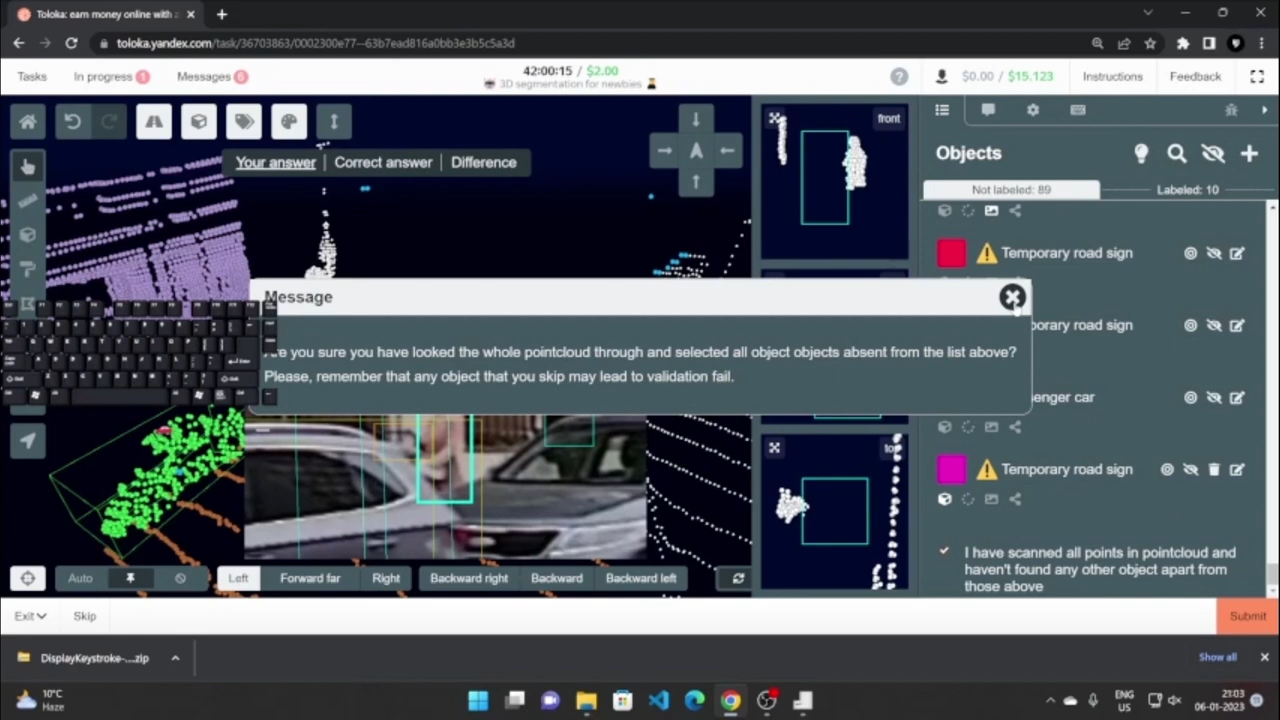 Toloka: earn money online with a
toloka.yandex.com/task/36703863/0002300e77--63b7ead816a0bb3e3b5c5a3d
Tasks
In progress 1
Messages 6
42:00:15 / $2.00
3D segmentation for newbies
$0.00 / $15.123
Instructions
Feedback
Your answer | Correct answer | Difference
front
Objects
Not labeled: 89
Labeled: 10
Temporary road sign
Message
Are you sure you have looked the whole pointcloud through and selected all object objects absent from the list above?
Please, remember that any object that you skip may lead to validation fail.
orary road sign
enger car
top
Temporary road sign
I have scanned all points in pointcloud and
haven't found any other object apart from
those above
Auto
Left
Forward far
Right
Backward right
Backward
Backward left
Exit
Skip
Submit
DisplayKeystroke-....zip
Show all
10°C
Haze
ENG
US
21:03
06-01-2023